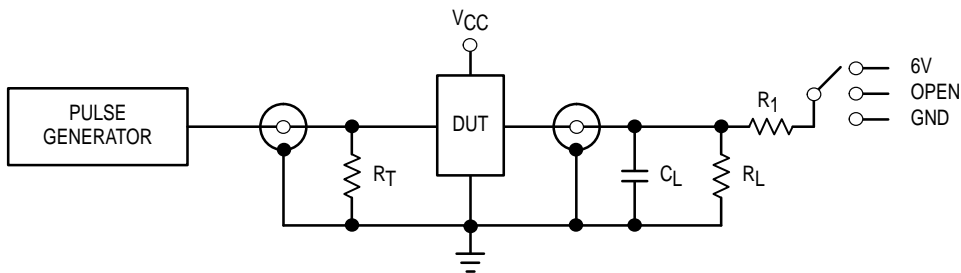 VCC
PULSE
GENERATOR
DUT
RT
CL
RL
R1
6V
OPEN
GND